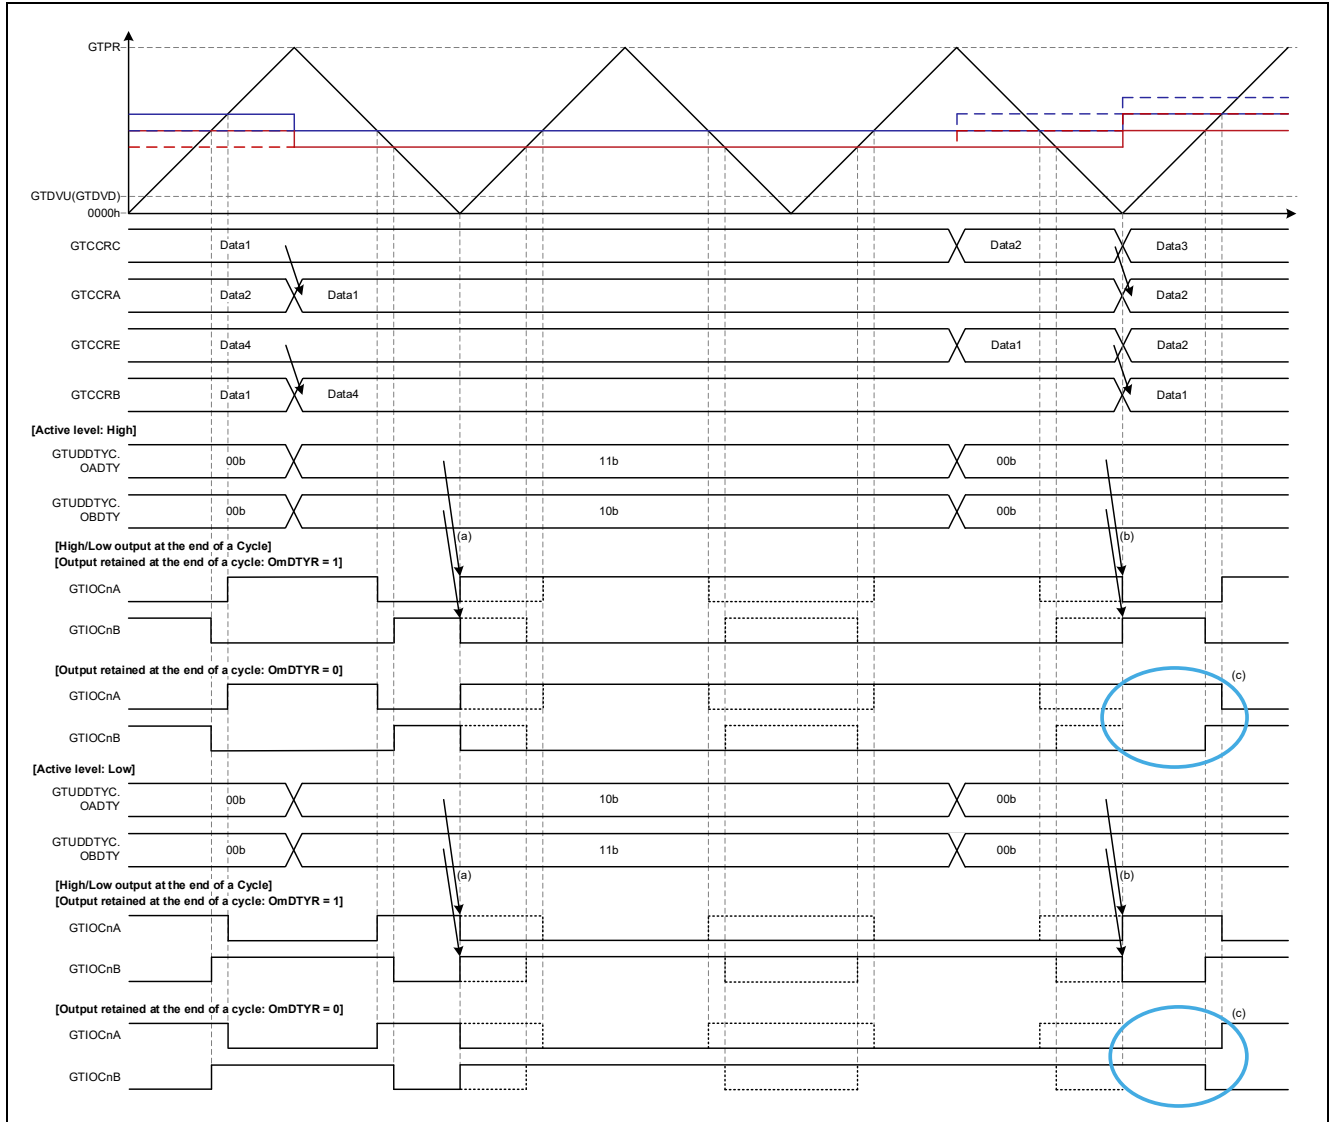 GTPR
GTDVU(GTDVD)
0000h
GTCCRC Data1 Data2 Data3
GTCCRA Data2 Data1 Data2
GTCCRE Data4 Data1 Data2
GTCCRB Data1 Data4 Data1
[Active level: High]
GTUDDTYC.
OADTY 00b 11b 00b
GTUDDTYC.
OBDTY 00b 10b 00b
(a) (b)
[High/Low output at the end of a Cycle]
[Output retained at the end of a cycle: OmDTYR = 1]
GTIOCnA
GTIOCnB
[Output retained at the end of a cycle: OmDTYR = 0]
(c)
GTIOCnA
GTIOCnB
[Active level: Low]
GTUDDTYC.
OADTY 00b 10b 00b
GTUDDTYC.
OBDTY 00b 11b 00b
(a) (b)
[High/Low output at the end of a Cycle]
[Output retained at the end of a cycle: OmDTYR = 1]
GTIOCnA
GTIOCnB
[Output retained at the end of a cycle: OmDTYR = 0]
(c)
GTIOCnA
GTIOCnB